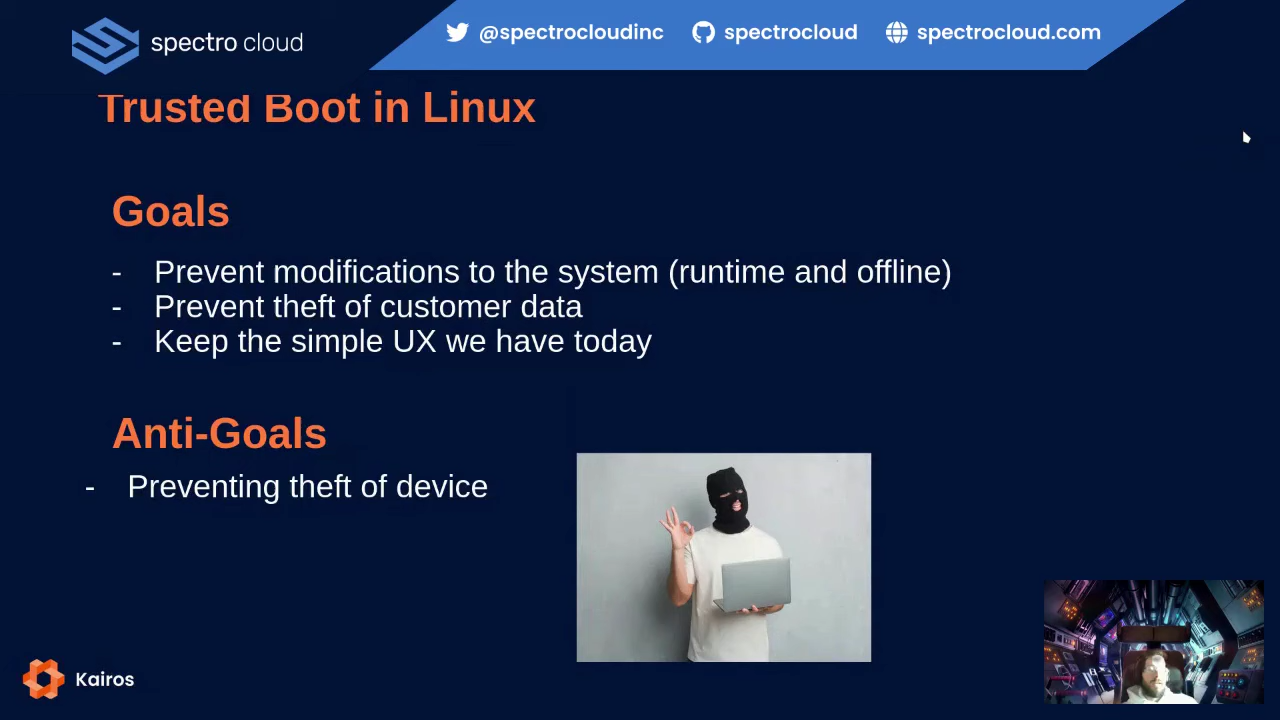 spectro cloud
@spectrocloudinc
spectrocloud
spectrocloud.com
Trusted Boot in Linux
Goals
- Prevent modifications to the system (runtime and offline)
- Prevent theft of customer data
- Keep the simple UX we have today
Anti-Goals
- Preventing theft of device
Kairos